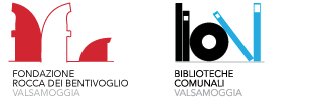 FONDAZIONE
ROCCA DEI BENTIVOGLIO
VALSAMOGGIA
BIBLIOTECHE
COMUNALI
VALSAMOGGIA